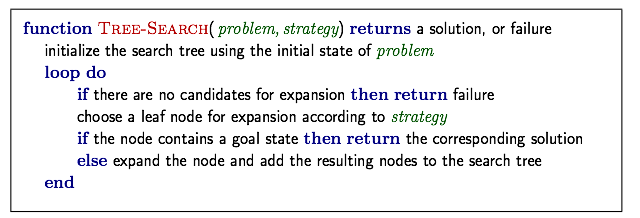 function TREE-SEARCH( problem, strategy) returns a solution, or failure
initialize the search tree using the initial state of problem
loop do
if there are no candidates for expansion then return failure
choose a leaf node for expansion according to strategy
if the node contains a goal state then return the corresponding solution
else expand the node and add the resulting nodes to the search tree
end